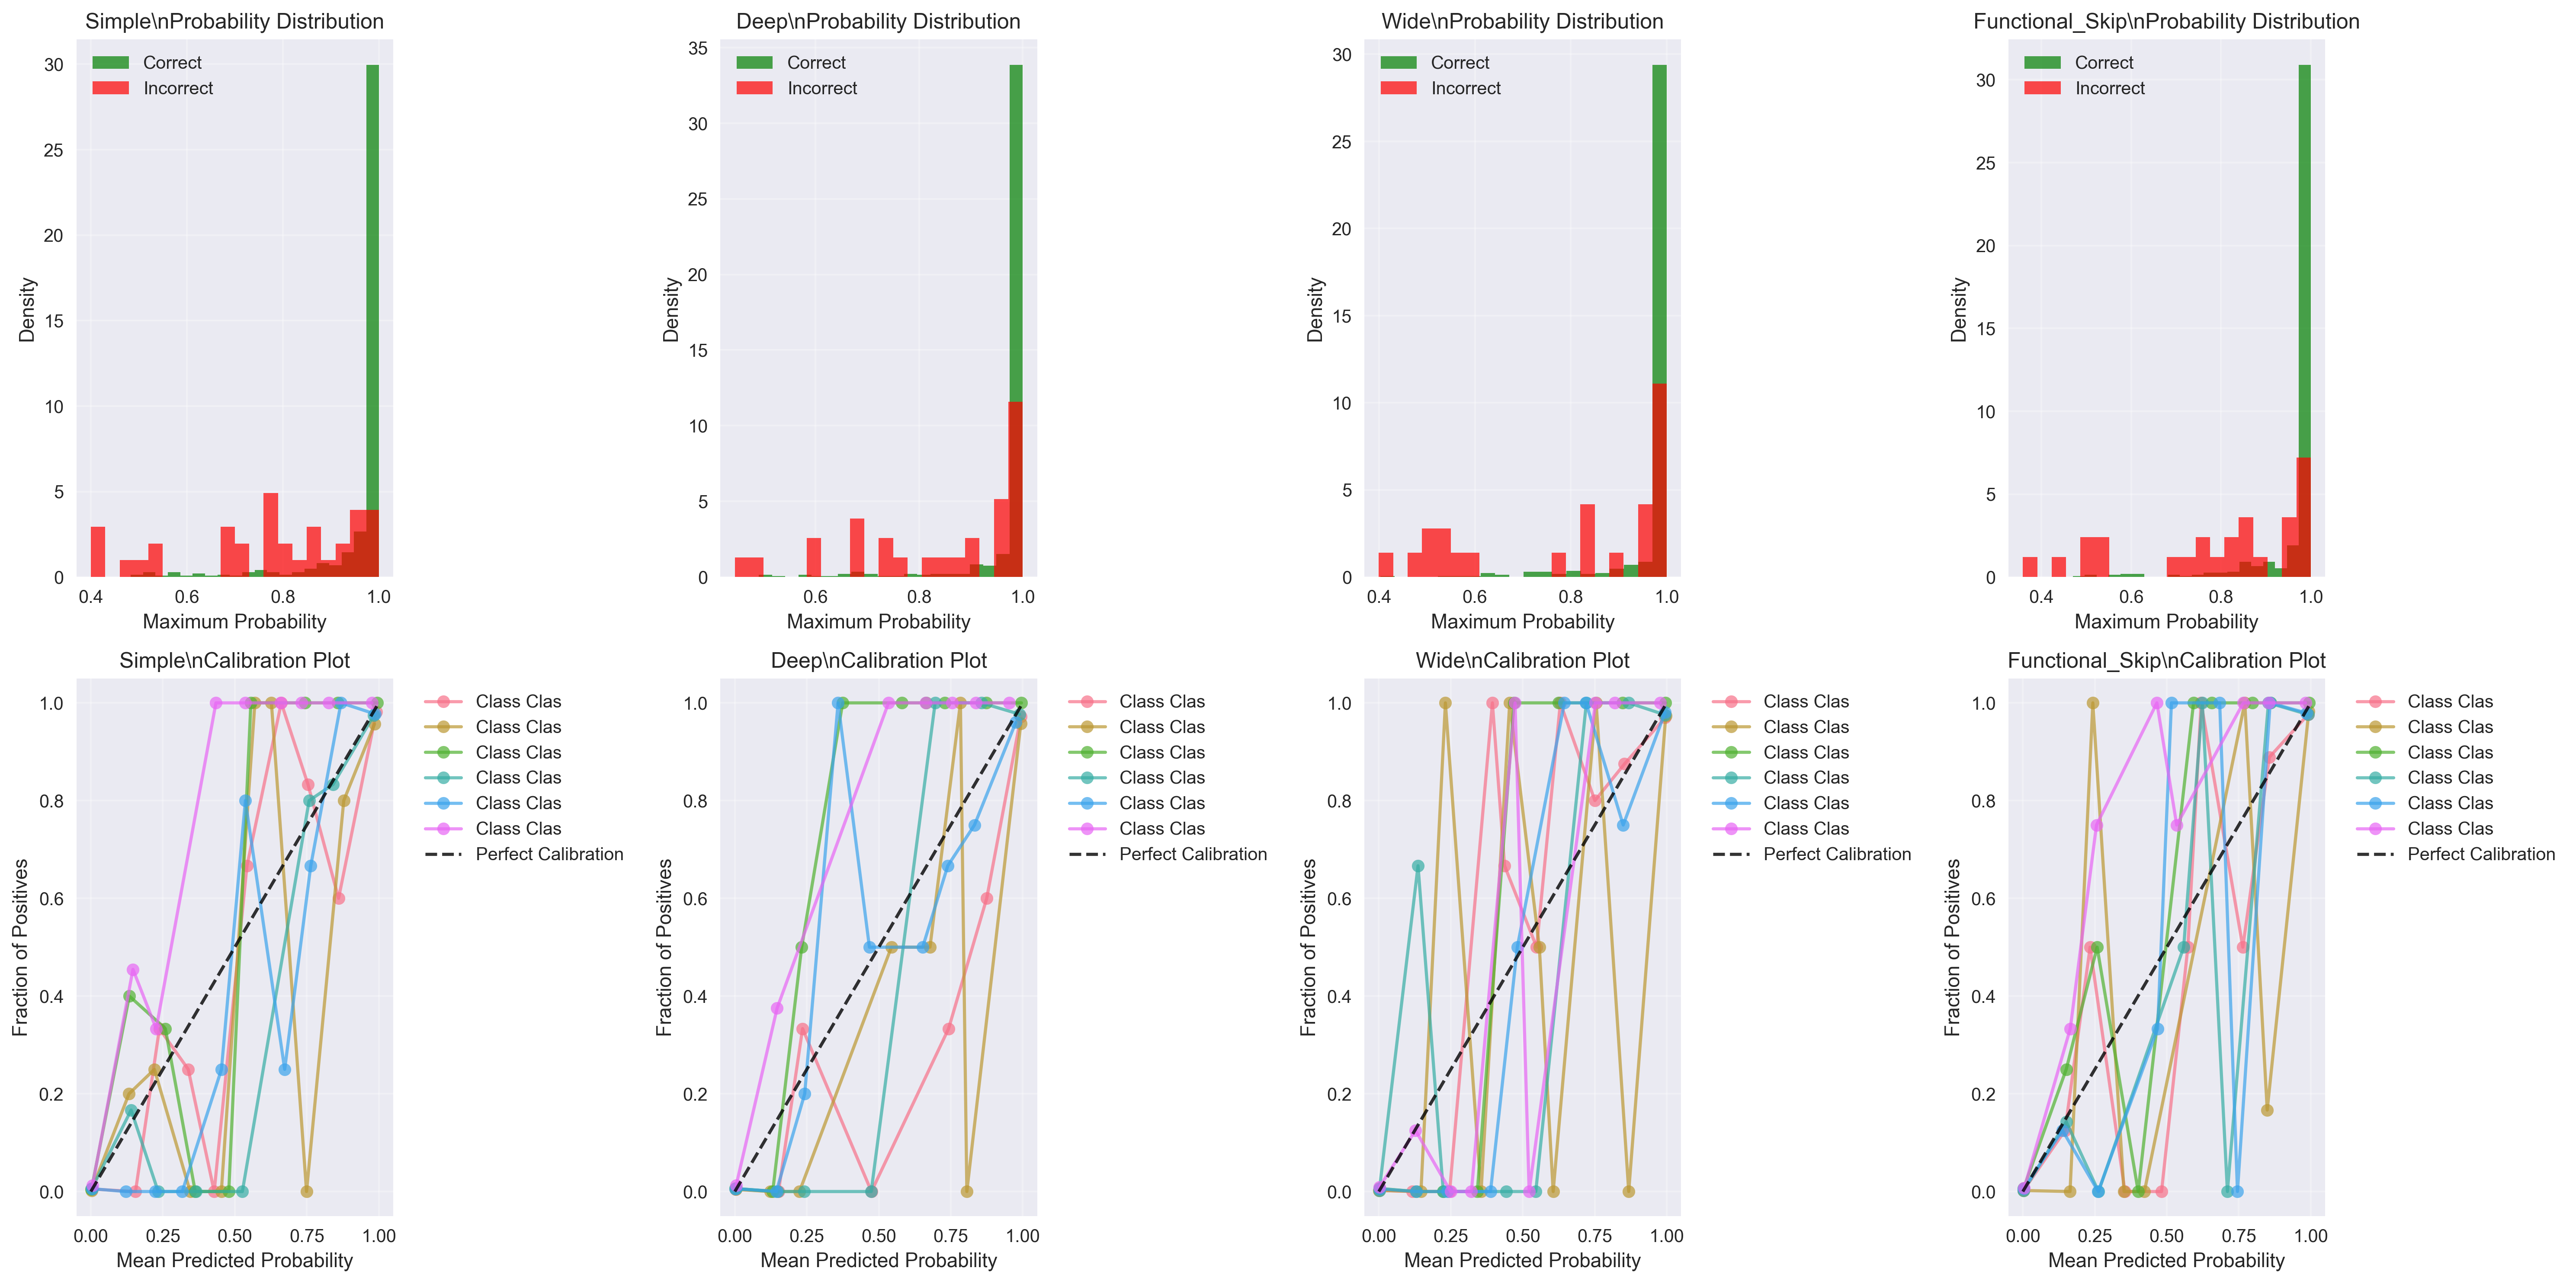 Simple\nProbability Distribution
Correct
Incorrect
30
25
20
15
10
5
0
Density
0.4 0.6 0.8 1.0
Maximum Probability
Deep\nProbability Distribution
Correct
Incorrect
35
30
25
20
15
10
5
0
Density
0.6 0.8 1.0
Maximum Probability
Wide\nProbability Distribution
Correct
Incorrect
30
25
20
15
10
5
0
Density
0.4 0.6 0.8 1.0
Maximum Probability
Functional_Skip\nProbability Distribution
Correct
Incorrect
30
25
20
15
10
5
0
Density
0.4 0.6 0.8 1.0
Maximum Probability
Simple\nCalibration Plot
1.0
0.8
0.6
0.4
0.2
0.0
Fraction of Positives
0.00 0.25 0.50 0.75 1.00
Mean Predicted Probability
Class Clas
Class Clas
Class Clas
Class Clas
Class Clas
Class Clas
Perfect Calibration
Deep\nCalibration Plot
1.0
0.8
0.6
0.4
0.2
0.0
Fraction of Positives
0.00 0.25 0.50 0.75 1.00
Mean Predicted Probability
Class Clas
Class Clas
Class Clas
Class Clas
Class Clas
Class Clas
Perfect Calibration
Wide\nCalibration Plot
1.0
0.8
0.6
0.4
0.2
0.0
Fraction of Positives
0.00 0.25 0.50 0.75 1.00
Mean Predicted Probability
Class Clas
Class Clas
Class Clas
Class Clas
Class Clas
Class Clas
Perfect Calibration
Functional_Skip\nCalibration Plot
1.0
0.8
0.6
0.4
0.2
0.0
Fraction of Positives
0.00 0.25 0.50 0.75 1.00
Mean Predicted Probability
Class Clas
Class Clas
Class Clas
Class Clas
Class Clas
Class Clas
Perfect Calibration